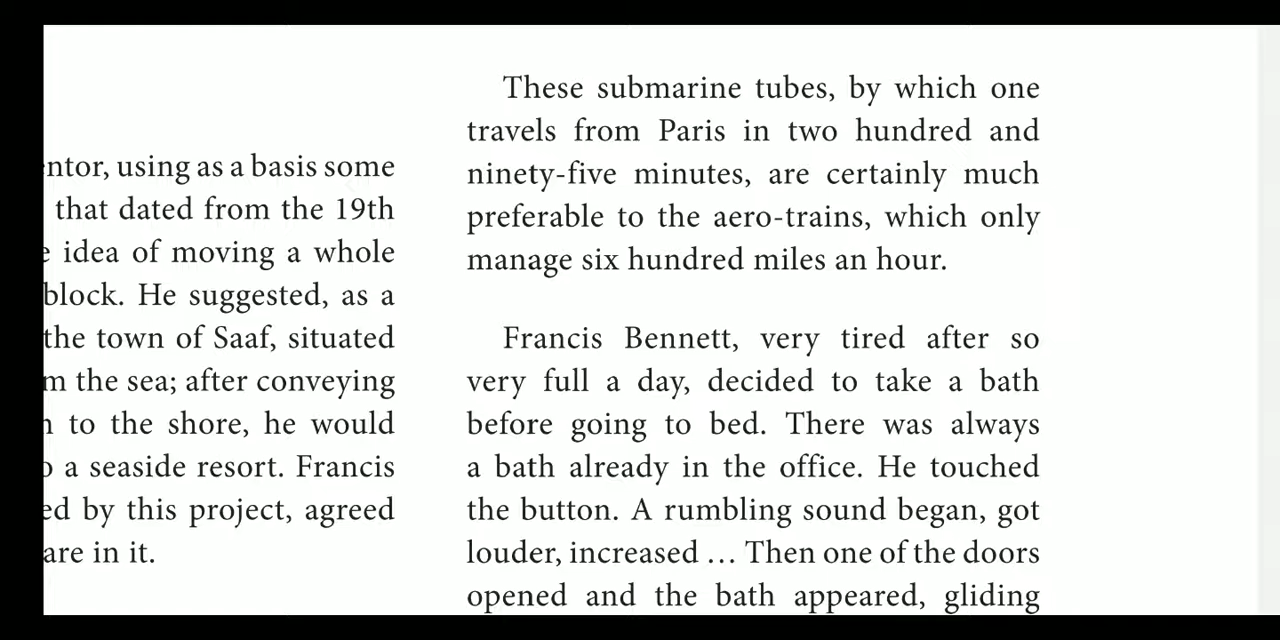 using as a basis some
that dated from the 19th
idea of moving a whole
block. He suggested, as a
the town of Saaf, situated
the sea; after conveying
to the shore, he would
a seaside resort. Francis
by this project, agreed
in it.
These submarine tubes, by which one
travels from Paris in two hundred and
ninety-five minutes, are certainly much
preferable to the aero-trains, which only
manage six hundred miles an hour.
Francis Bennett, very tired after so
very full a day, decided to take a bath
before going to bed. There was always
a bath already in the office. He touched
the button. A rumbling sound began, got
louder, increased … Then one of the doors
opened and the bath appeared, gliding